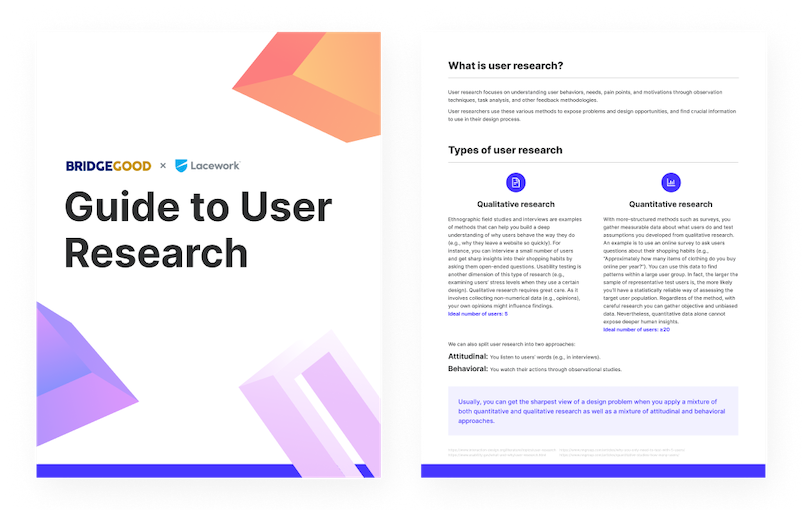 BRIDGEGOOD × Lacework
Guide to User
Research
What is user research?
User research focuses on understanding user behaviors, needs, pain points, and motivations through observation
techniques, task analysis, and other feedback methodologies.
User researchers use these various methods to expose problems and design opportunities, and find crucial information
to use in their design process.
Types of user research
Qualitative research
Ethnographic field studies and interviews are examples
of methods that can help you build a deep
understanding of why users behave the way they do
(e.g., why they leave a website so quickly). For
instance, you can interview a small number of users
and get sharp insights into their shopping habits by
asking them open-ended questions. Usability testing is
another dimension of this type of research (e.g.,
examining users' stress levels when they use a certain
design). Qualitative research requires great care. As it
involves collecting non-numerical data (e.g., opinions),
your own opinions might influence findings.
Ideal number of users: 5
Quantitative research
With more-structured methods such as surveys, you
gather measurable data about what users do and test
assumptions you developed from qualitative research.
An example is to use an online survey to ask users
questions about their shopping habits (e.g.,
"Approximately how many items of clothing do you buy
online per year?"). You can use this data to find
patterns within a large user group. In fact, the larger the
sample of representative test users is, the more likely
you'll have a statistically reliable way of assessing the
target user population. Regardless of the method, with
careful research you can gather objective and unbiased
data. Nevertheless, quantitative data alone cannot
expose deeper human insights.
Ideal number of users: ≥20
We can also split user research into two approaches:
Attitudinal: You listen to users' words (e.g., in interviews).
Behavioral: You watch their actions through observational studies.
Usually, you can get the sharpest view of a design problem when you apply a mixture of
both quantitative and qualitative research as well as a mixture of attitudinal and behavioral
approaches.